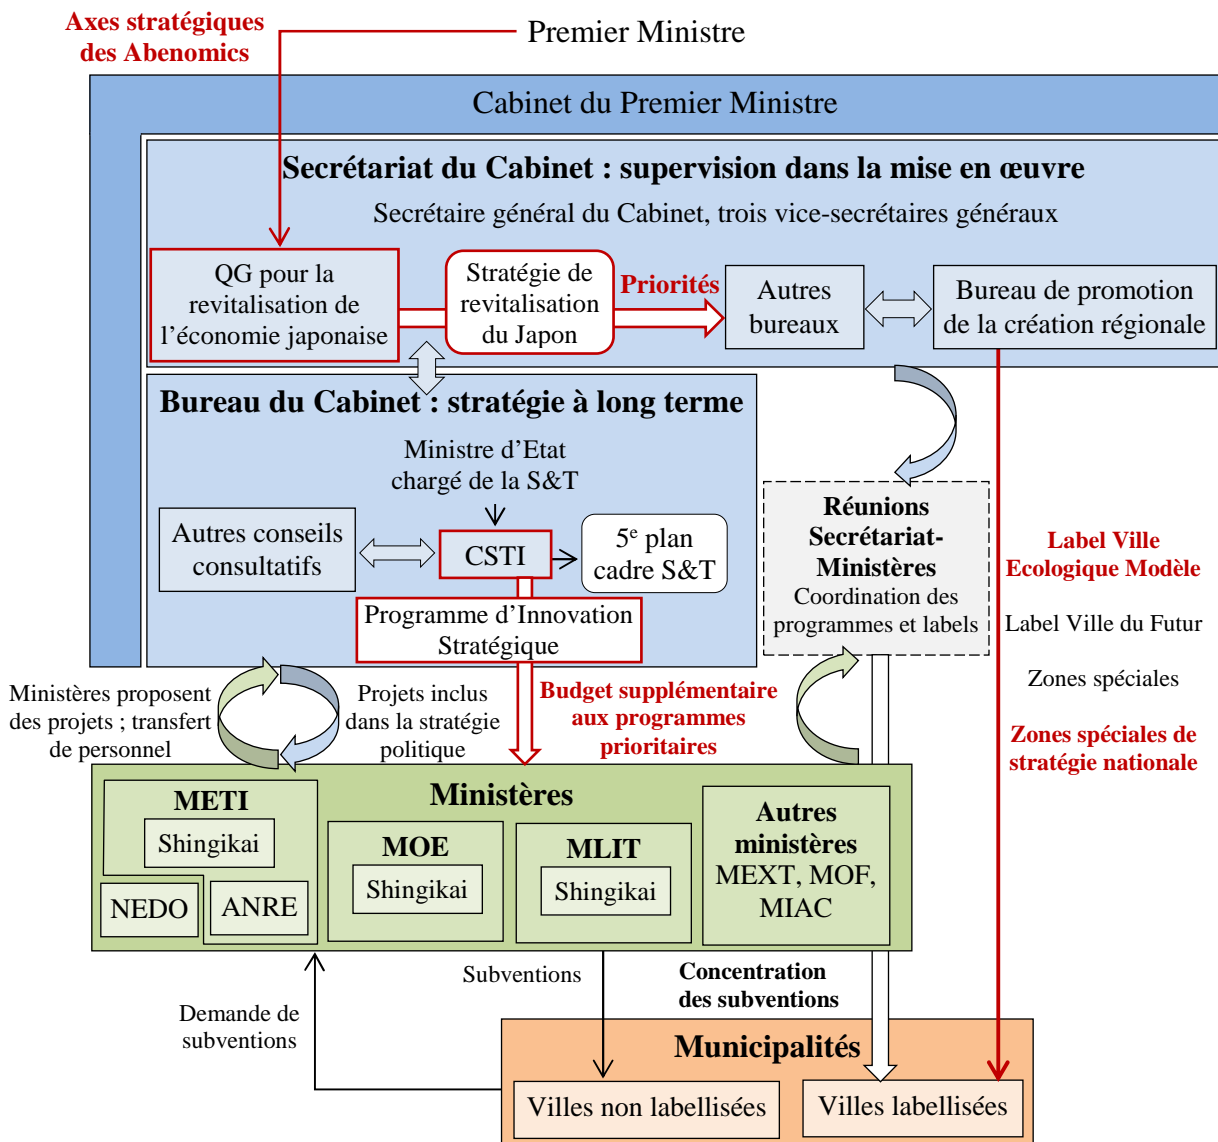 Axes stratégiques
des Abenomics
Premier Ministre
Cabinet du Premier Ministre
Secrétariat du Cabinet : supervision dans la mise en œuvre
Secrétaire général du Cabinet, trois vice-secrétaires généraux
QG pour la
revitalisation de
l’économie japonaise
Stratégie de
revitalisation
du Japon
Priorités
Autres
bureaux
Bureau de promotion
de la création régionale
Bureau du Cabinet : stratégie à long terme
Ministre d’Etat
chargé de la S&T
Autres conseils
consultatifs
CSTI
5e plan
cadre S&T
Programme d’Innovation
Stratégique
Réunions
Secrétariat-
Ministères
Coordination des
programmes et labels
Label Ville
Ecologique Modèle
Label Ville du Futur
Zones spéciales
Zones spéciales de
stratégie nationale
Ministères proposent
des projets ; transfert
de personnel
Projets inclus
dans la stratégie
politique
Budget supplémentaire
aux programmes
prioritaires
Ministères
METI
Shingikai
NEDO
ANRE
MOE
Shingikai
MLIT
Shingikai
Autres
ministères
MEXT, MOF,
MIAC
Demande de
subventions
Subventions
Concentration
des subventions
Municipalités
Villes non labellisées
Villes labellisées